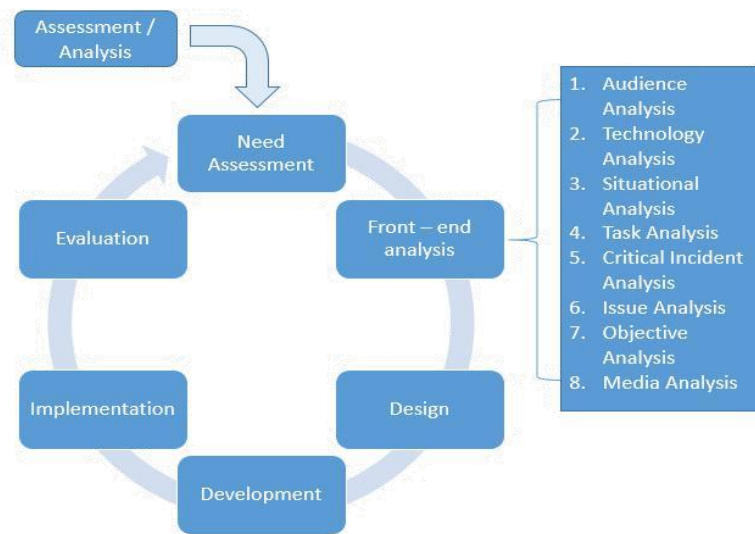 Assessment /
Analysis
Need
Assessment
Front – end
analysis
Design
Development
Implementation
Evaluation
1. Audience
Analysis
2. Technology
Analysis
3. Situational
Analysis
4. Task Analysis
5. Critical Incident
Analysis
6. Issue Analysis
7. Objective
Analysis
8. Media Analysis